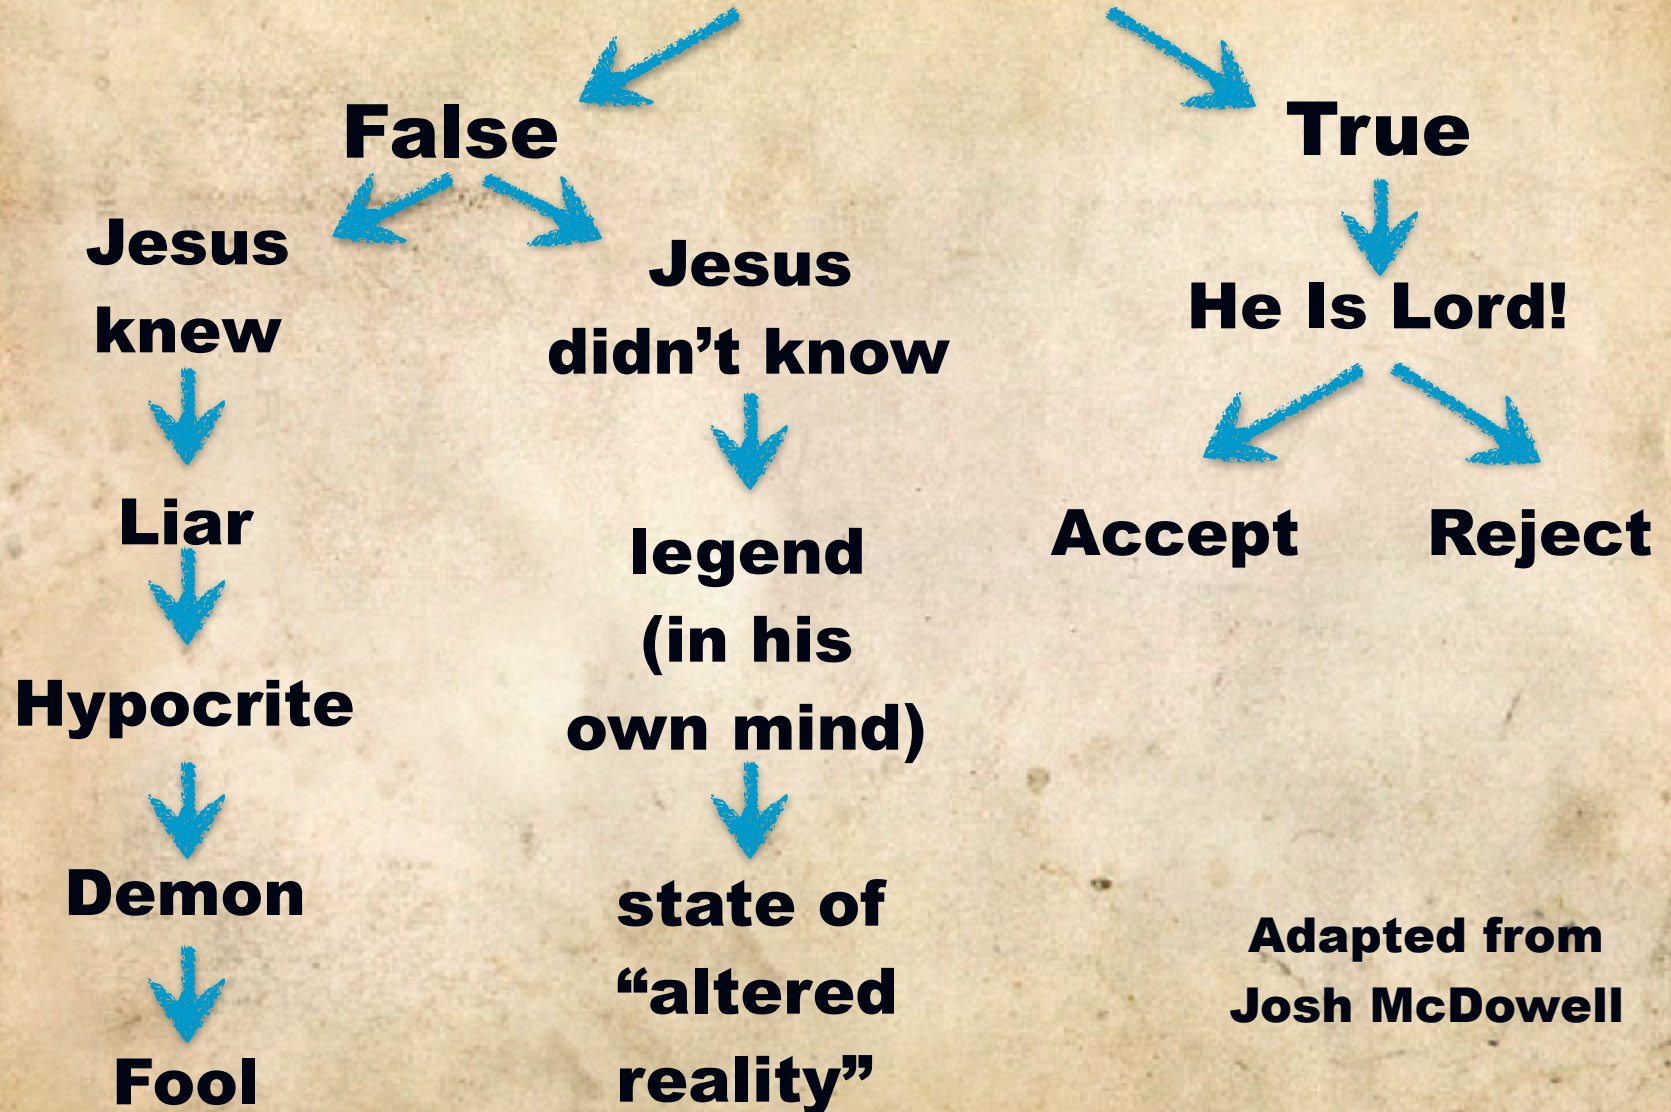 False
True
Jesus
knew
Jesus
didn’t know
He Is Lord!
Liar
legend
(in his
own mind)
Accept
Reject
Hypocrite
Demon
state of
“altered
reality”
Fool
Adapted from
Josh McDowell